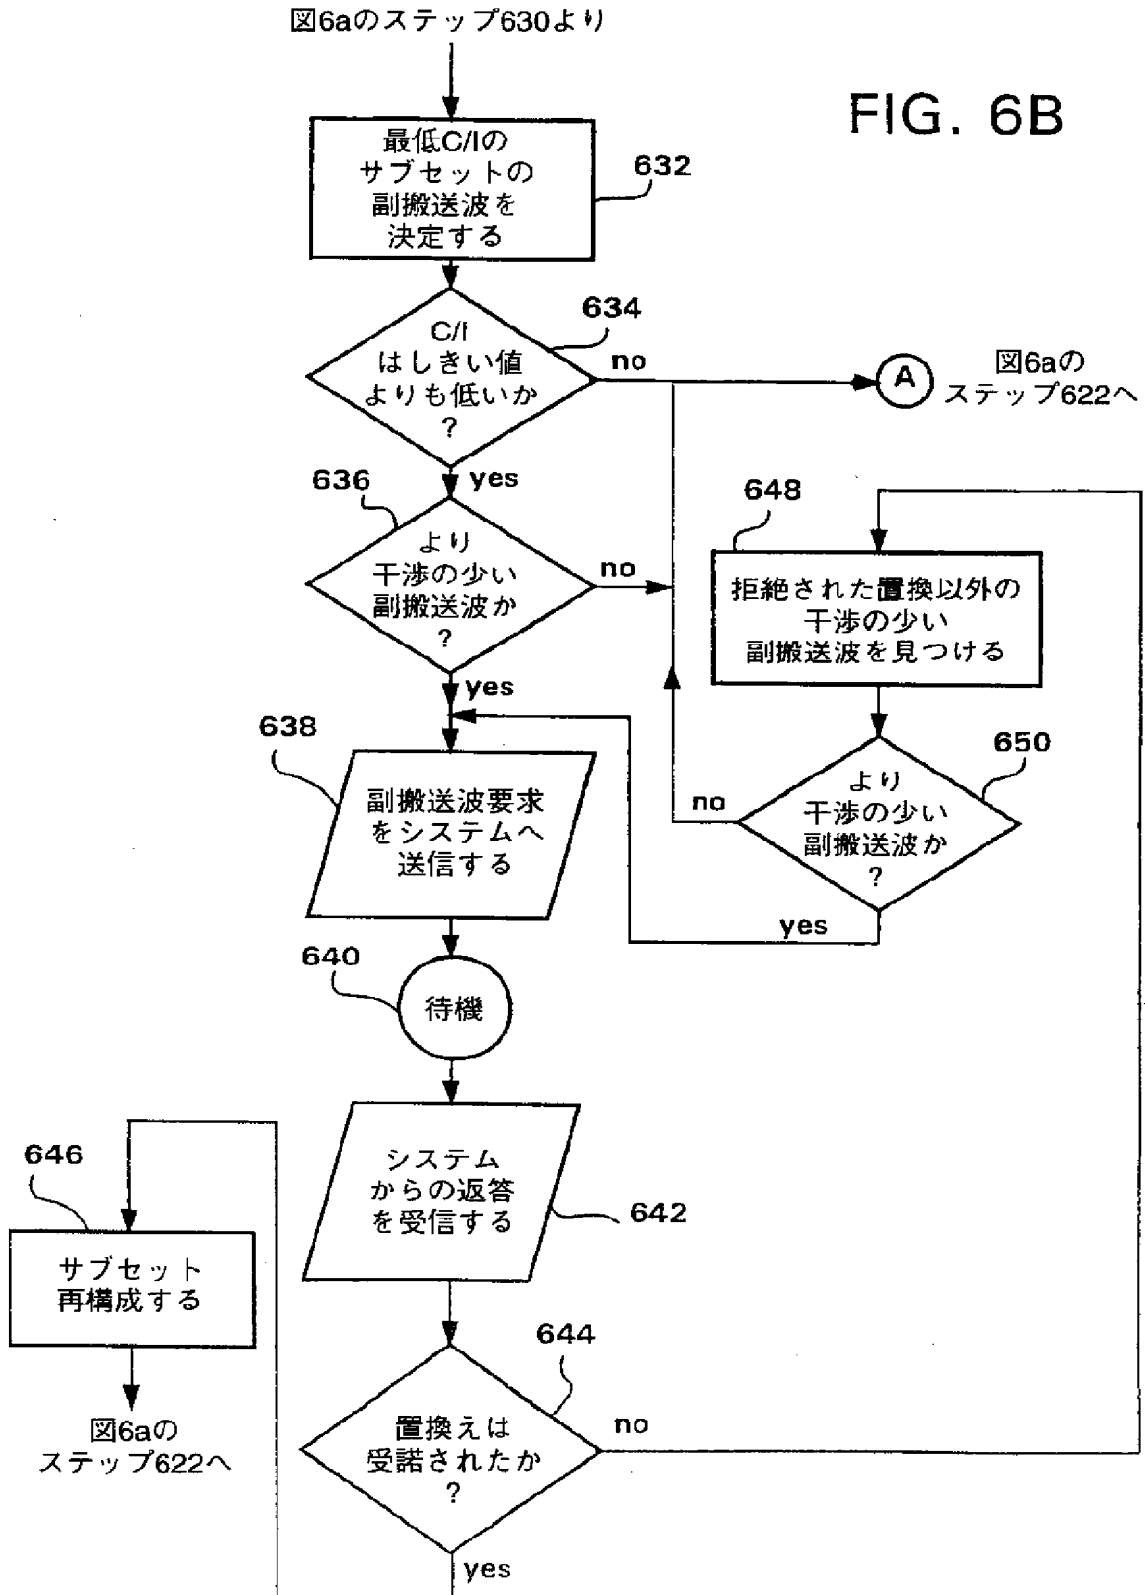 図6aのステップ630より
FIG. 6B
最低C/Iの
サブセットの
副搬送波を
決定する
632
634
C/I
はしきい値
よりも低いか
?
no
A
図6aの
ステップ622へ
yes
636
より
干渉の少い
副搬送波か
?
no
yes
648
拒絶された置換以外の
干渉の少い
副搬送波を見つける
650
より
干渉の少い
副搬送波か
?
no
yes
638
副搬送波要求
をシステムへ
送信する
640
待機
システム
からの返答
を受信する
642
646
サブセット
再構成する
図6aの
ステップ622へ
644
置換えは
受諾されたか
?
no
yes